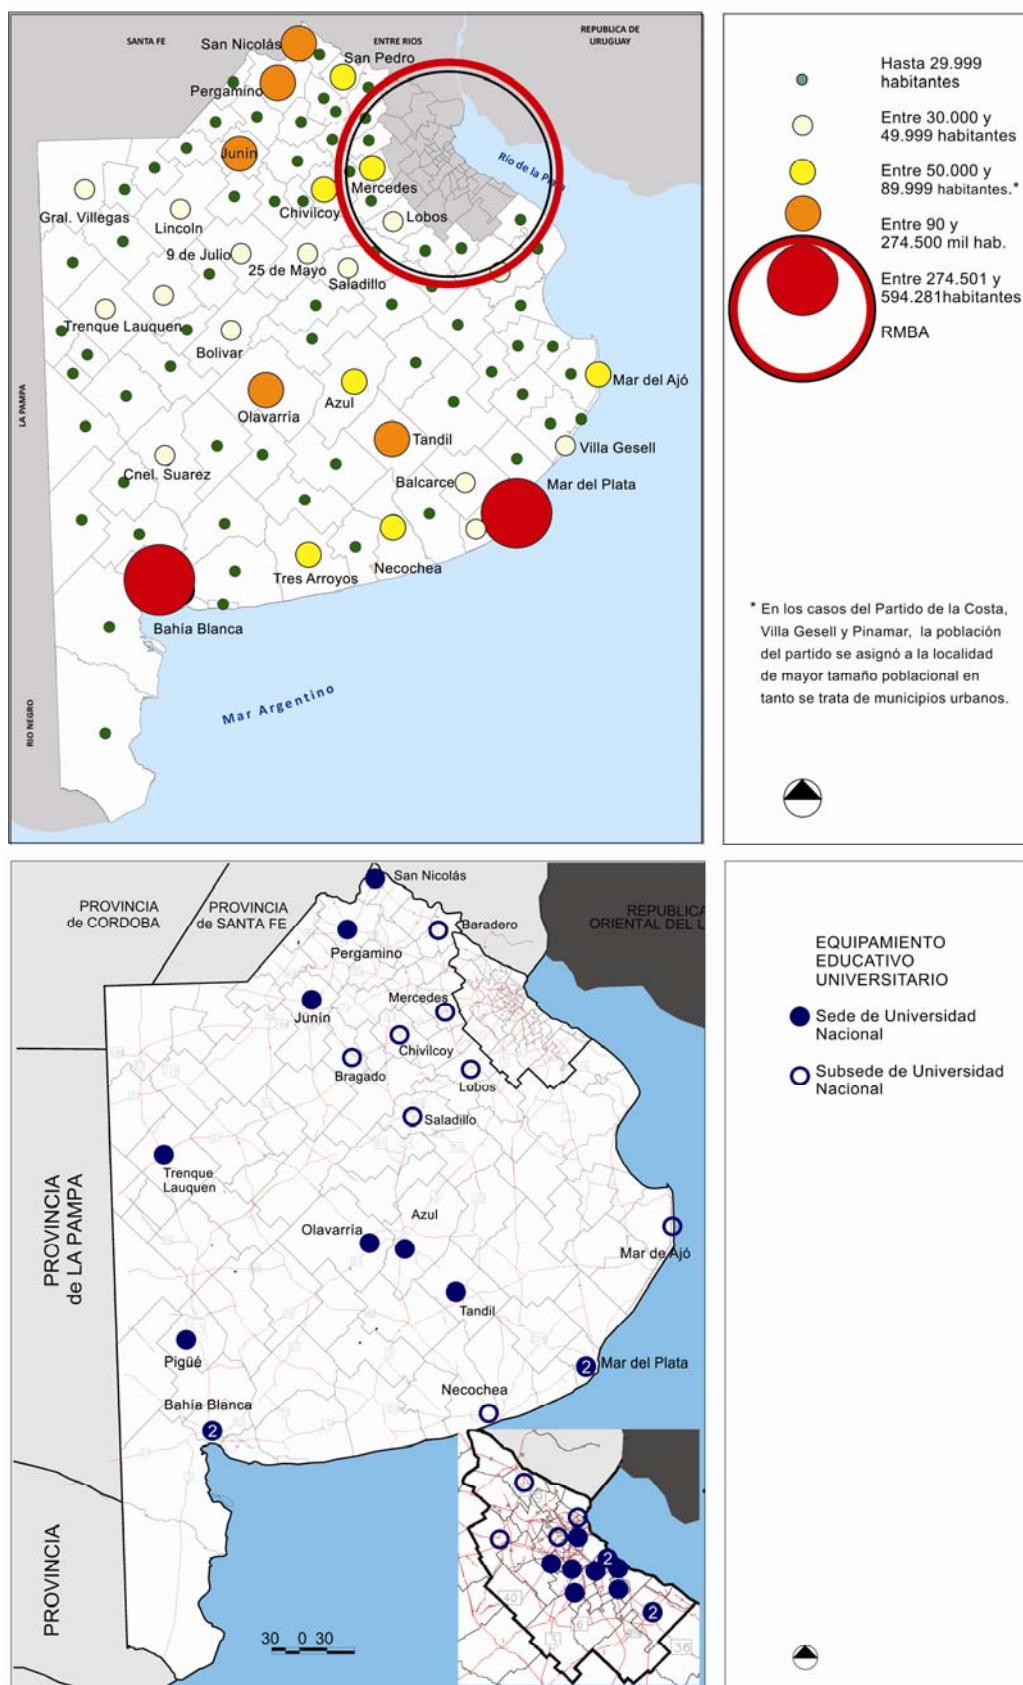 SANTA FE
ENTRE RIOS
REPUBLICA DE
URUGUAY
San Nicolás
San Pedro
Pergamino
Junín
Río de la
Mercedes
Gral. Villegas
Chivilcoy
Lincoln
Lobos
9 de Julio
25 de Mayo
Saladillo
Trenque Lauquen
Bolivar
LA PAMPA
Mar del Ajó
Olavarría
Azul
Tandil
Villa Gesell
Cnel. Suarez
Balcarce
Mar del Plata
Necochea
Tres Arroyos
Bahía Blanca
Mar Argentino
RIO NEGRO
Hasta 29.999
habitantes
Entre 30.000 y
49.999 habitantes
Entre 50.000 y
89.999 habitantes.*
Entre 90 y
274.500 mil hab.
Entre 274.501 y
594.281habitantes
RMBA
* En los casos del Partido de la Costa,
Villa Gesell y Pinamar, la población
del partido se asignó a la localidad
de mayor tamaño poblacional en
tanto se trata de municipios urbanos.
PROVINCIA
de CORDOBA
PROVINCIA
de SANTA FE
REPUBLICA
ORIENTAL DEL U
San Nicolás
Baradero
Pergamino
Mercedes
Junín
Chivilcoy
Bragado
Lobos
Saladillo
Trenque
Lauquen
PROVINCIA
de LA PAMPA
Azul
Olavarría
Mar de Ajó
Tandil
Pigüé
2
Mar del Plata
Necochea
Bahía Blanca
2
2
2
40
6
3
36
PROVINCIA
30 0 30
EQUIPAMIENTO
EDUCATIVO
UNIVERSITARIO
Sede de Universidad
Nacional
Subsede de Universidad
Nacional